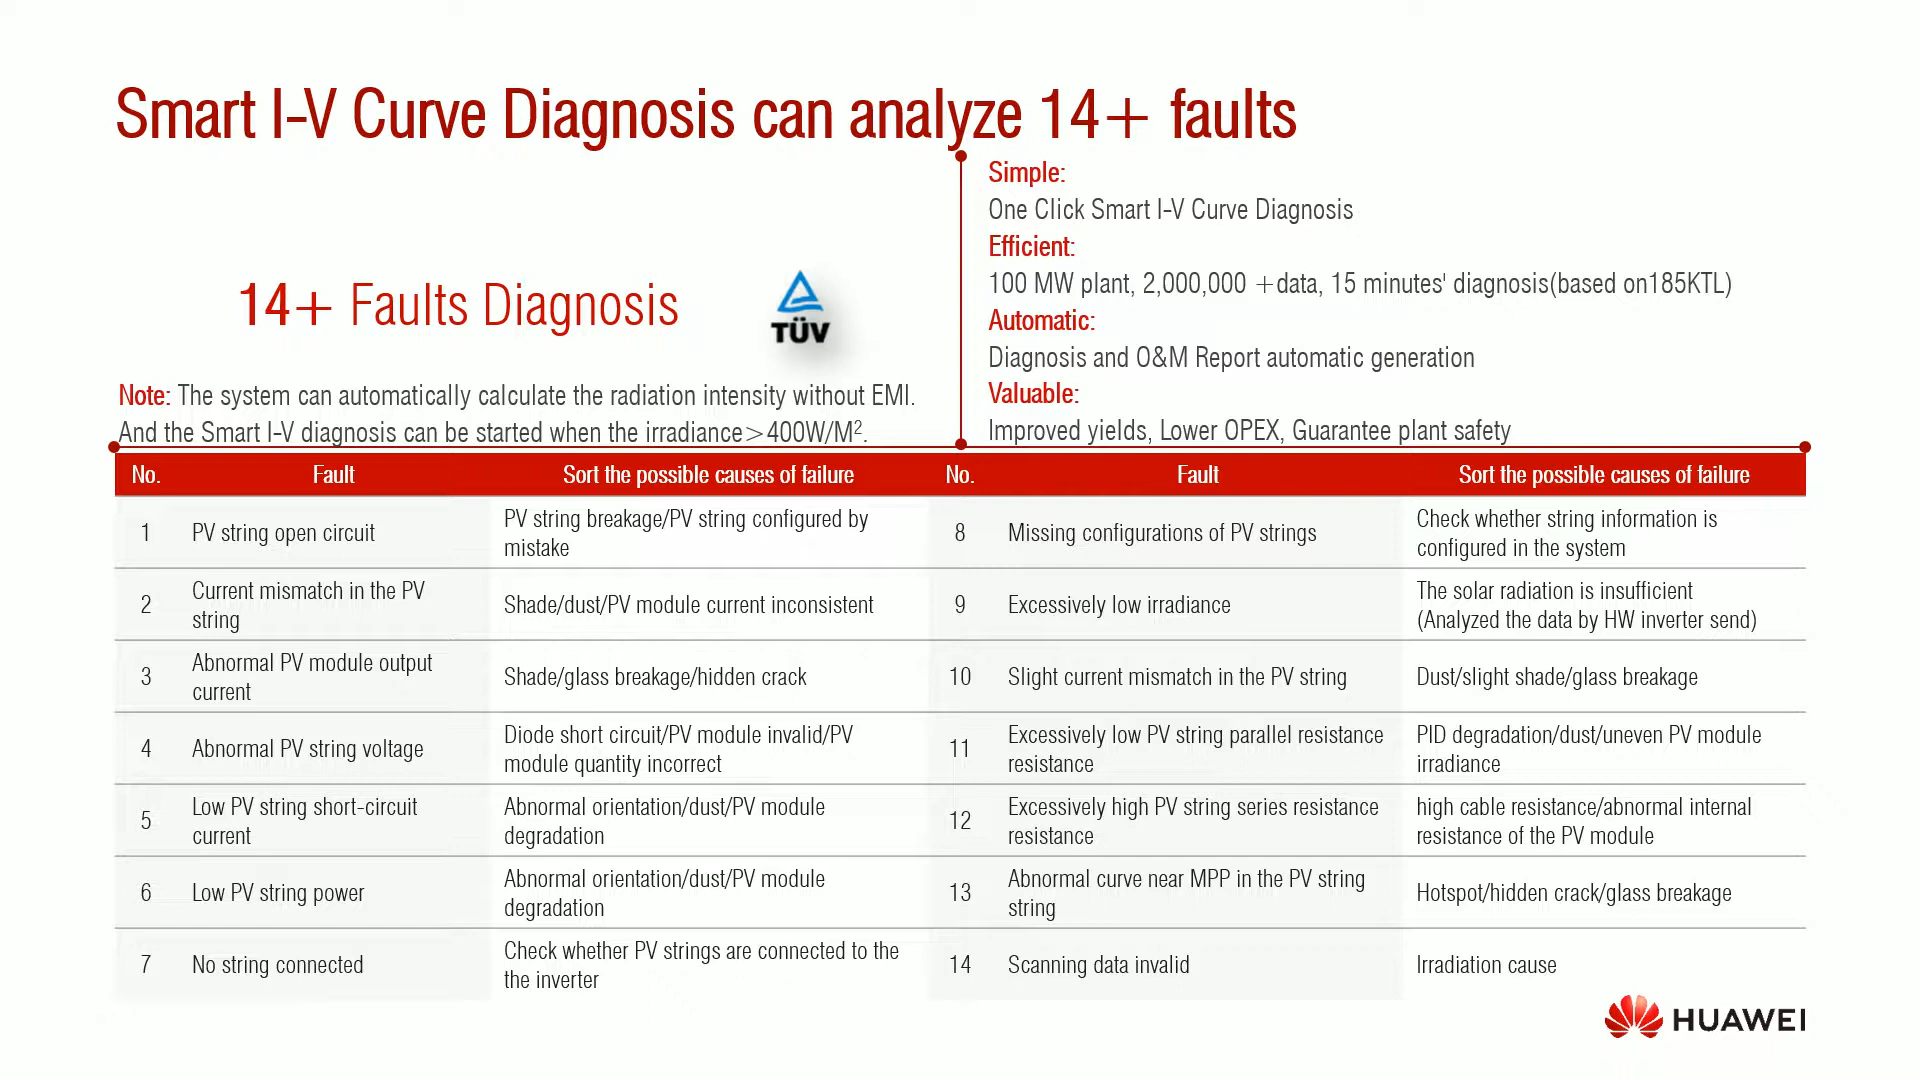 Smart I-V Curve Diagnosis can analyze 14+ faults
14+ Faults Diagnosis
TÜV
Note: The system can automatically calculate the radiation intensity without EMI.
And the Smart I-V diagnosis can be started when the irradiance>400W/M².
Simple:
One Click Smart I-V Curve Diagnosis
Efficient:
100 MW plant, 2,000,000 +data, 15 minutes' diagnosis(based on185KTL)
Automatic:
Diagnosis and O&M Report automatic generation
Valuable:
Improved yields, Lower OPEX, Guarantee plant safety
No. Fault Sort the possible causes of failure No. Fault Sort the possible causes of failure
1 PV string open circuit
PV string breakage/PV string configured by
mistake
8 Missing configurations of PV strings
Check whether string information is
configured in the system
2
Current mismatch in the PV
string
Shade/dust/PV module current inconsistent
9 Excessively low irradiance
The solar radiation is insufficient
(Analyzed the data by HW inverter send)
3
Abnormal PV module output
current
Shade/glass breakage/hidden crack
10 Slight current mismatch in the PV string
Dust/slight shade/glass breakage
4 Abnormal PV string voltage
Diode short circuit/PV module invalid/PV
module quantity incorrect
11
Excessively low PV string parallel resistance
resistance
PID degradation/dust/uneven PV module
irradiance
5
Low PV string short-circuit
current
Abnormal orientation/dust/PV module
degradation
12
Excessively high PV string series resistance
resistance
high cable resistance/abnormal internal
resistance of the PV module
6 Low PV string power
Abnormal orientation/dust/PV module
degradation
13
Abnormal curve near MPP in the PV string
string
Hotspot/hidden crack/glass breakage
7 No string connected
Check whether PV strings are connected to the
the inverter
14 Scanning data invalid
Irradiation cause
HUAWEI